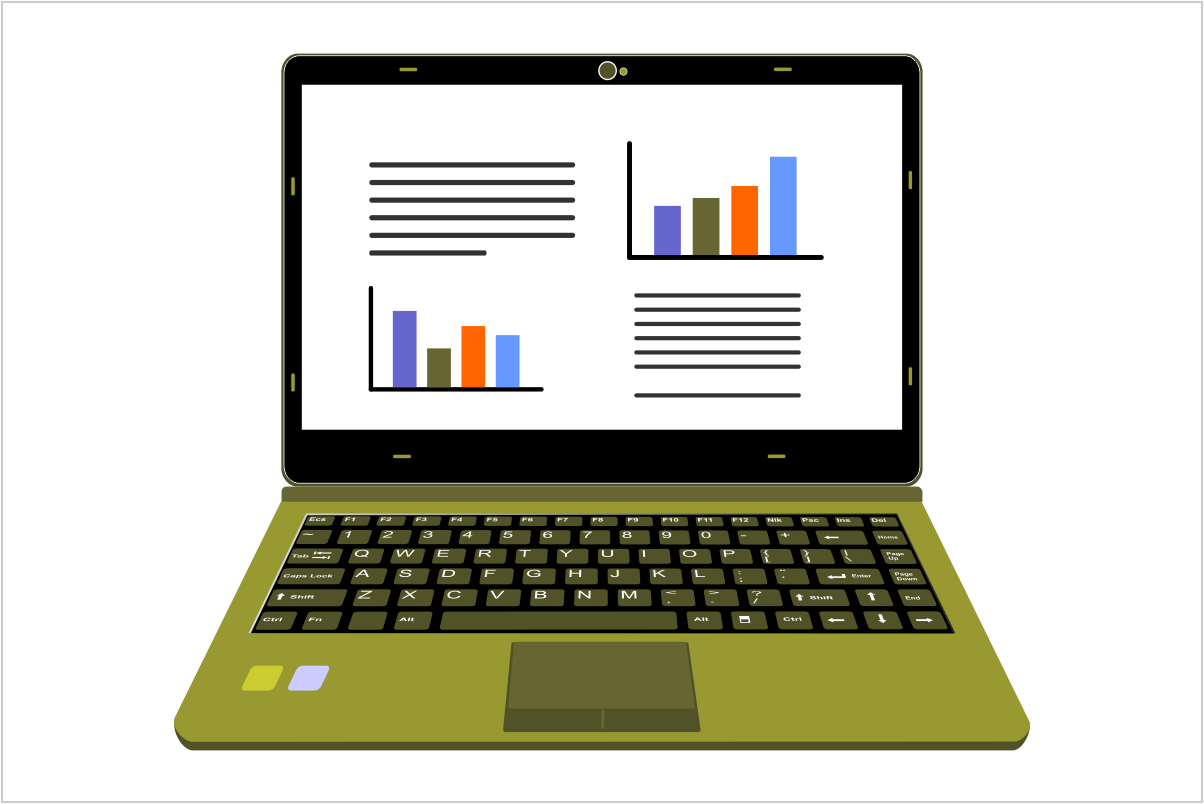 Ecs F1 F2 F3 F4 F5 F6 F7 F8 F9 F10 F11 F12 Nlk Psc Ins Del
~ 1 2 3 4 5 6 7 8 9 0 - + Home
Tab Q W E R T Y U I O P { [ } ] \ Page Up
Caps Lock A S D F G H J K L : ; " Enter Page Down
Shift Z X C V B N M < , > . ? / Shift End
Ctrl Fn Alt Alt Ctrl